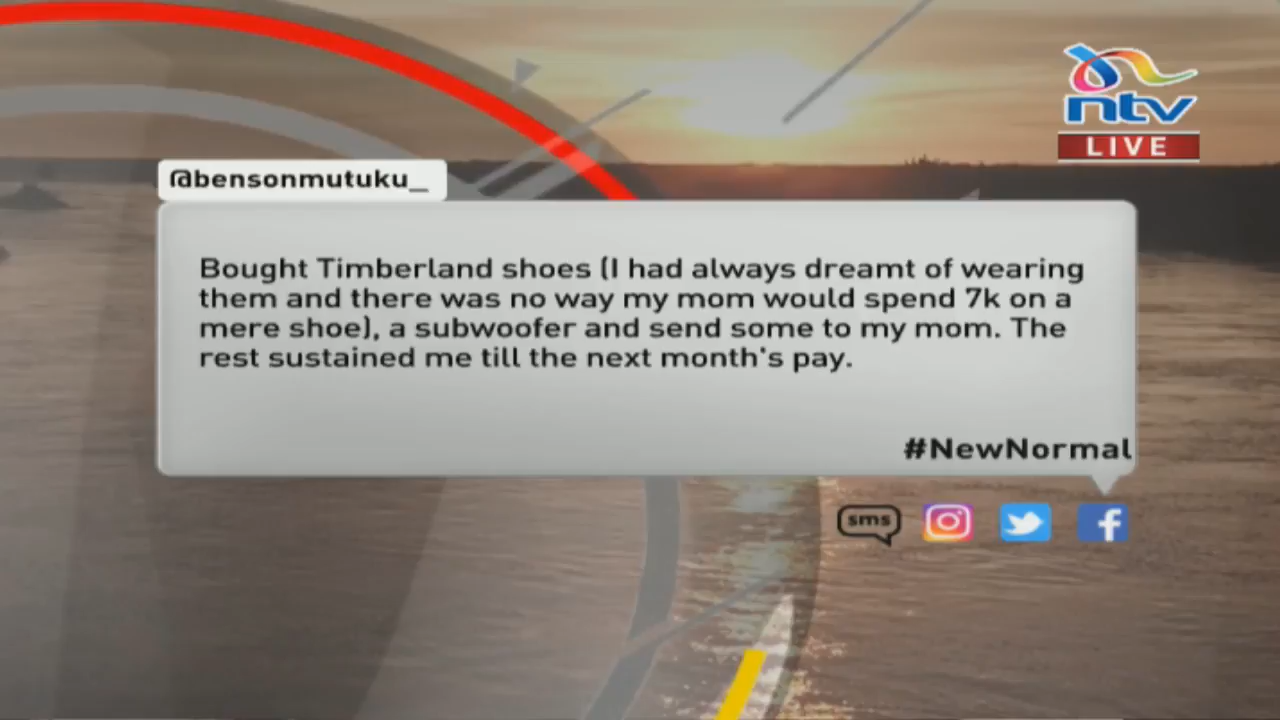 ntv
LIVE
@bensonmutuku_
Bought Timberland shoes (I had always dreamt of wearing
them and there was no way my mom would spend 7k on a
mere shoe), a subwoofer and send some to my mom. The
rest sustained me till the next month's pay.
#NewNormal
sms